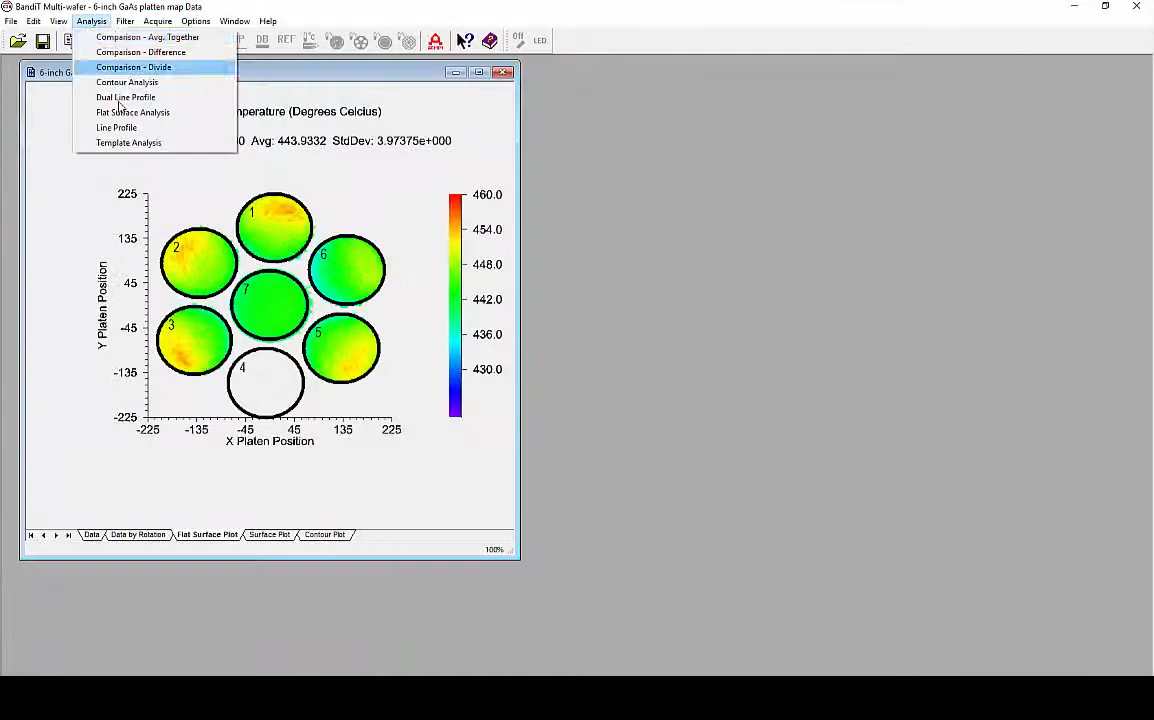 BandiT Multi-wafer - 6-inch GaAs platten map Data
File Edit View Analysis Filter Acquire Options Window Help
DB REF LED
Off
Comparison - Avg. Together
Comparison - Difference
Comparison - Divide
Contour Analysis
Dual Line Profile
Flat Surface Analysis
Line Profile
Template Analysis
6-inch Ga
mperature (Degrees Celcius)
0 Avg: 443.9332 StdDev: 3.97375e+000
225
135
45
-45
-135
-225
Y Platen Position
1
2
3
4
5
6
7
-225 -135 -45 45 135 225
X Platen Position
460.0
454.0
448.0
442.0
436.0
430.0
Data Data by Rotation Flat Surface Plot Surface Plot Contour Plot
100%